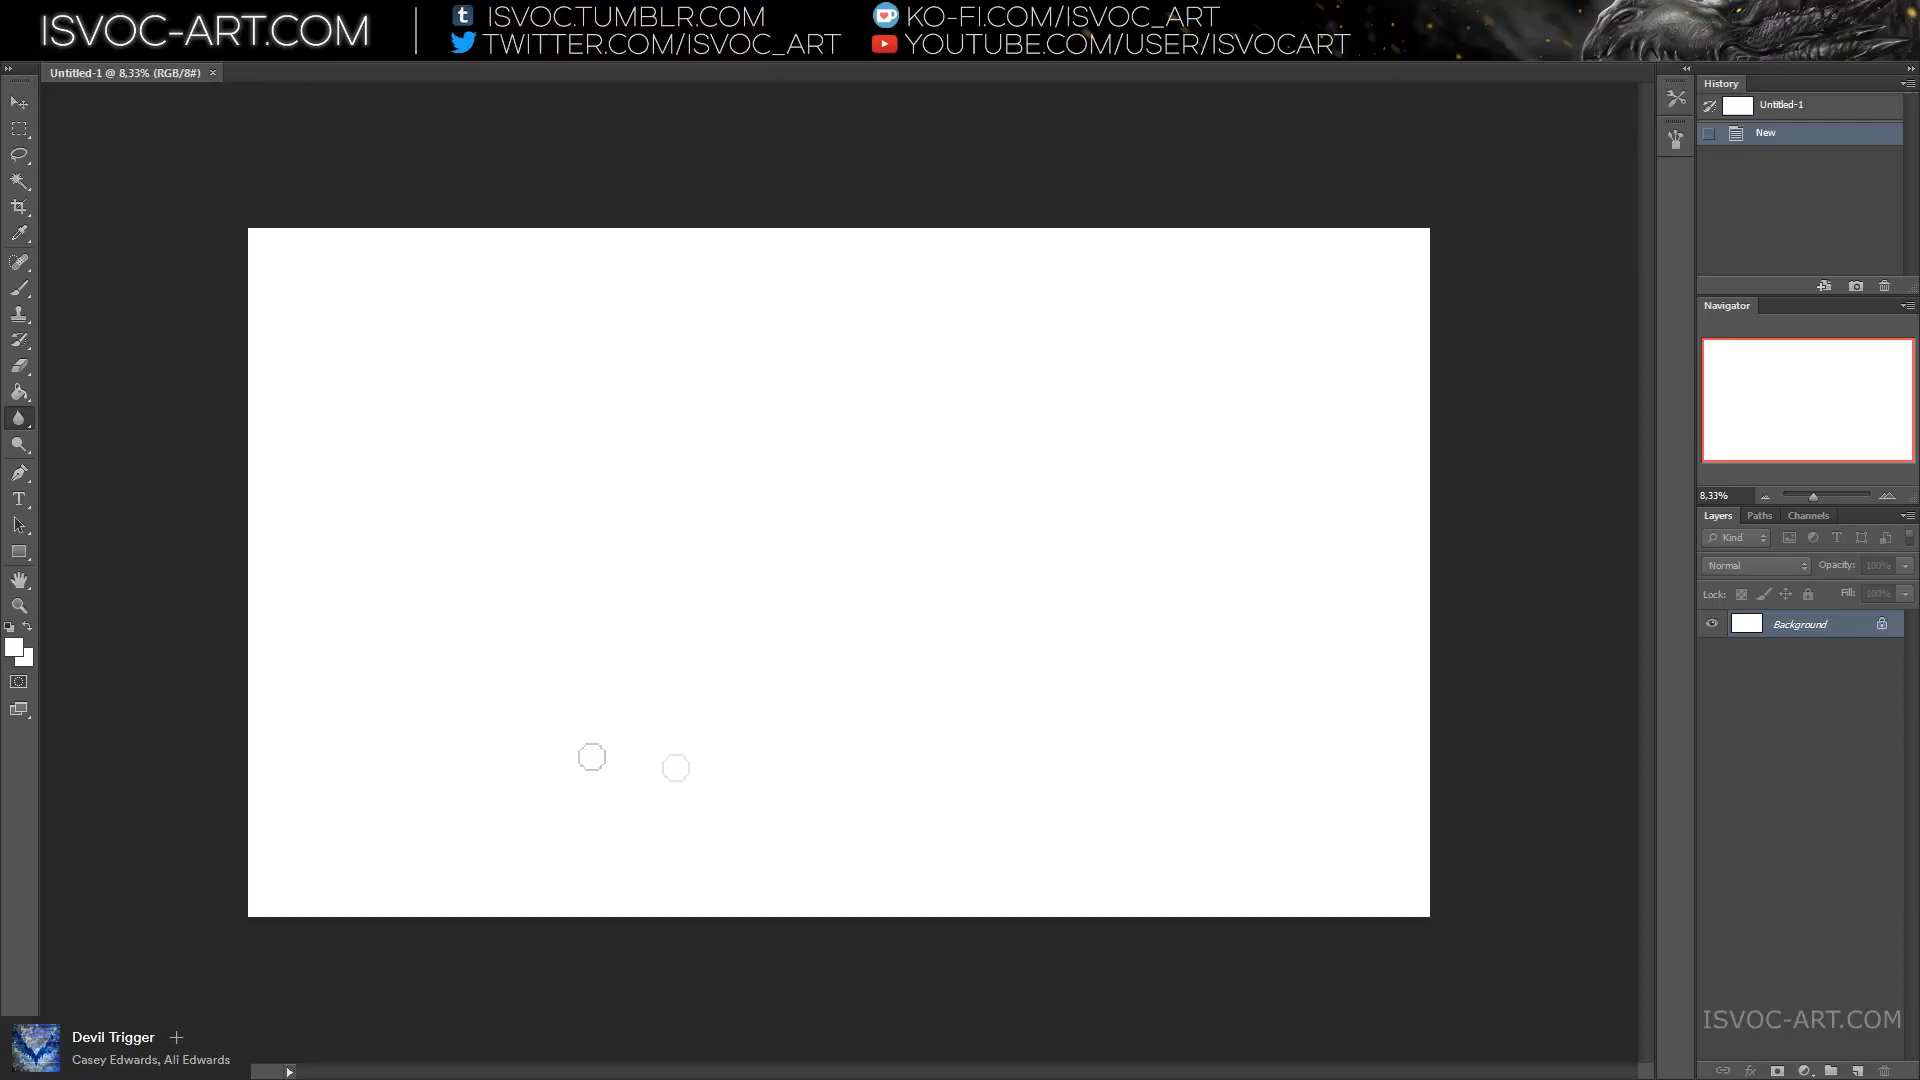 ISVOC-ART.COM
ISVOC.TUMBLR.COM
TWITTER.COM/ISVOC_ART
KO-FI.COM/ISVOC_ART
YOUTUBE.COM/USER/ISVOCART
Untitled-1 @ 8,33% (RGB/8#) ×
History
Untitled-1
New
Navigator
8,33%
Layers Paths Channels
Kind
Normal Opacity: 100%
Lock: Fill: 100%
Background
ISVOC-ART.COM
Devil Trigger
Casey Edwards, Ali Edwards